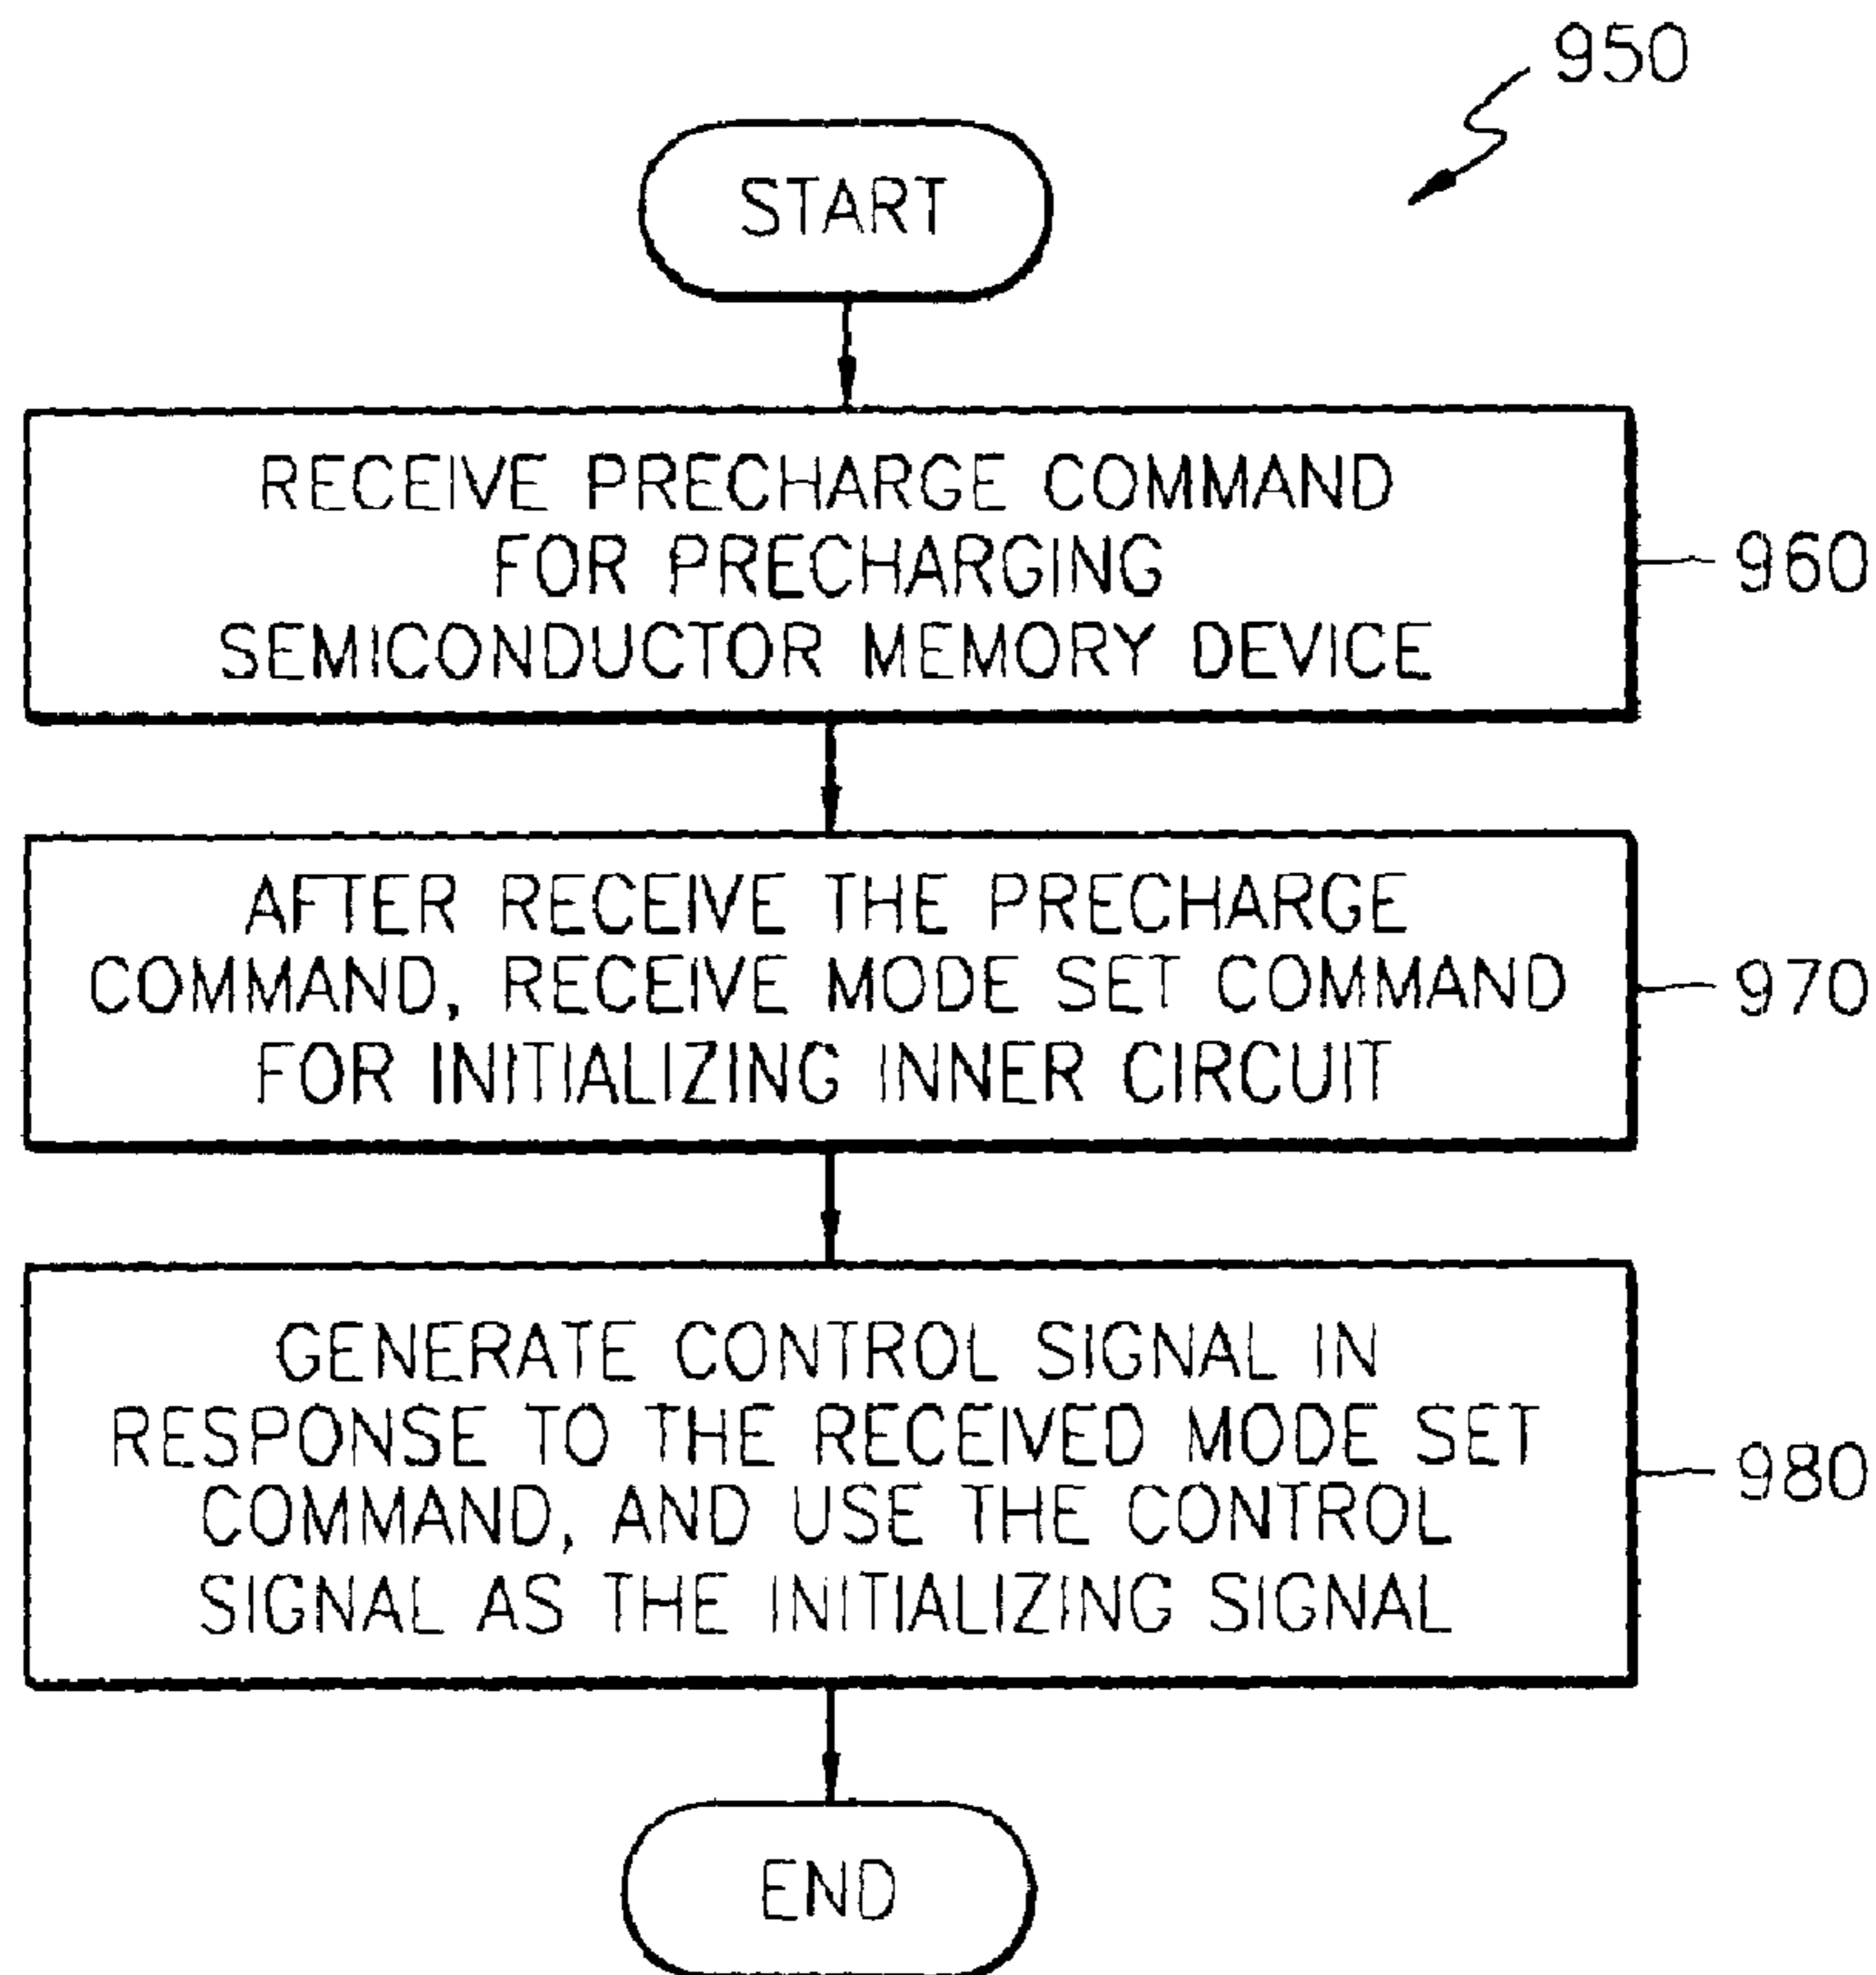 950
START
RECEIVE PRECHARGE COMMAND
FOR PRECHARGING
SEMICONDUCTOR MEMORY DEVICE
960
AFTER RECEIVE THE PRECHARGE
COMMAND, RECEIVE MODE SET COMMAND
FOR INITIALIZING INNER CIRCUIT
970
GENERATE CONTROL SIGNAL IN
RESPONSE TO THE RECEIVED MODE SET
COMMAND, AND USE THE CONTROL
SIGNAL AS THE INITIALIZING SIGNAL
980
END